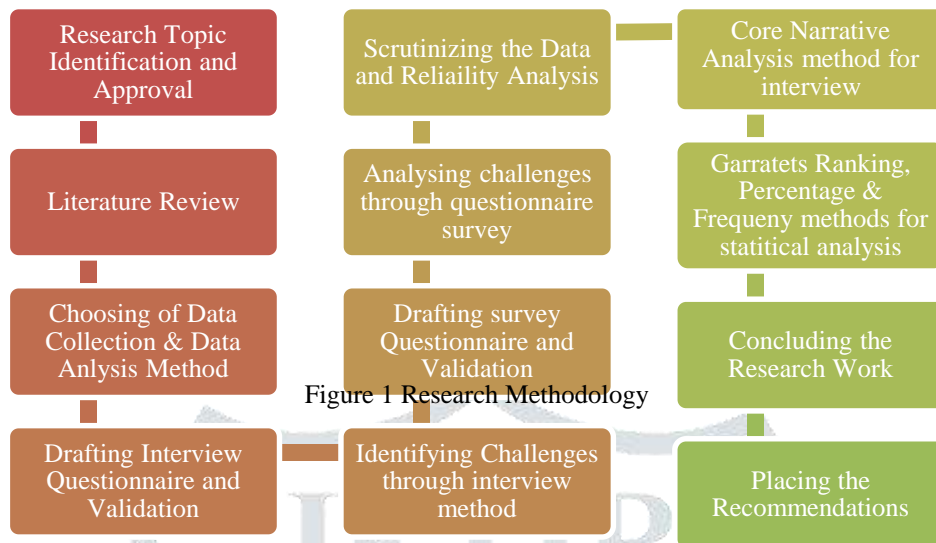 Research Topic
Identification and
Approval
Literature Review
Choosing of Data
Collection & Data
Anlysis Method
Drafting Interview
Questionnaire and
Validation
Identifying Challenges
through interview
method
Drafting survey
Questionnaire and
Validation
Analysing challenges
through questionnaire
survey
Scrutinizing the Data
and Reliaility Analysis
Core Narrative
Analysis method for
interview
Garratets Ranking,
Percentage &
Frequeny methods for
statitical analysis
Concluding the
Research Work
Placing the
Recommendations
Figure 1 Research Methodology